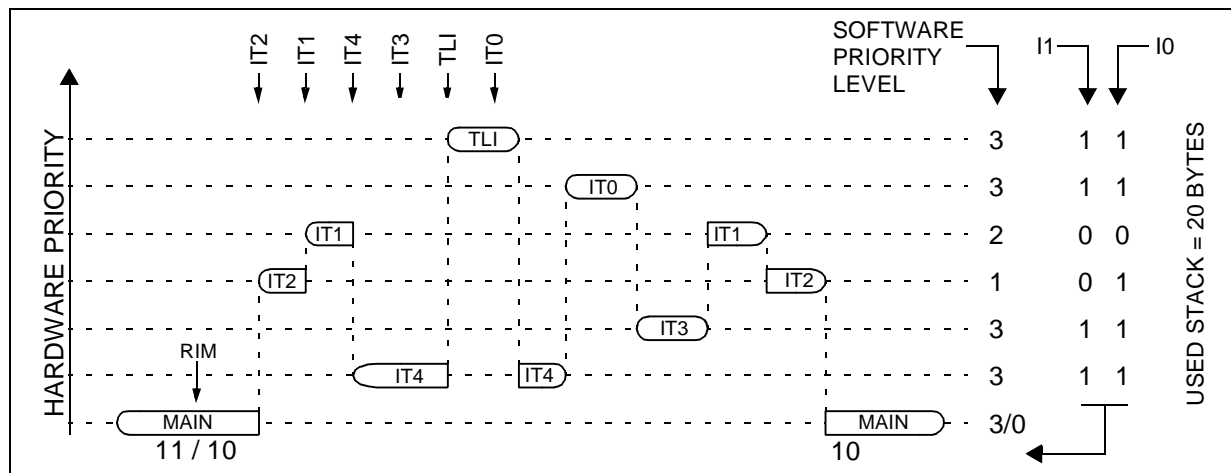 IT2
IT1
IT4
IT3
TLI
IT0
SOFTWARE
PRIORITY
LEVEL
I1
I0
HARDWARE PRIORITY
TLI
3
1 1
IT0
3
1 1
IT1
IT1
2
0 0
IT2
IT2
1
0 1
IT3
3
1 1
RIM
IT4
IT4
3
1 1
MAIN
MAIN
3/0
11 / 10
10
USED STACK = 20 BYTES